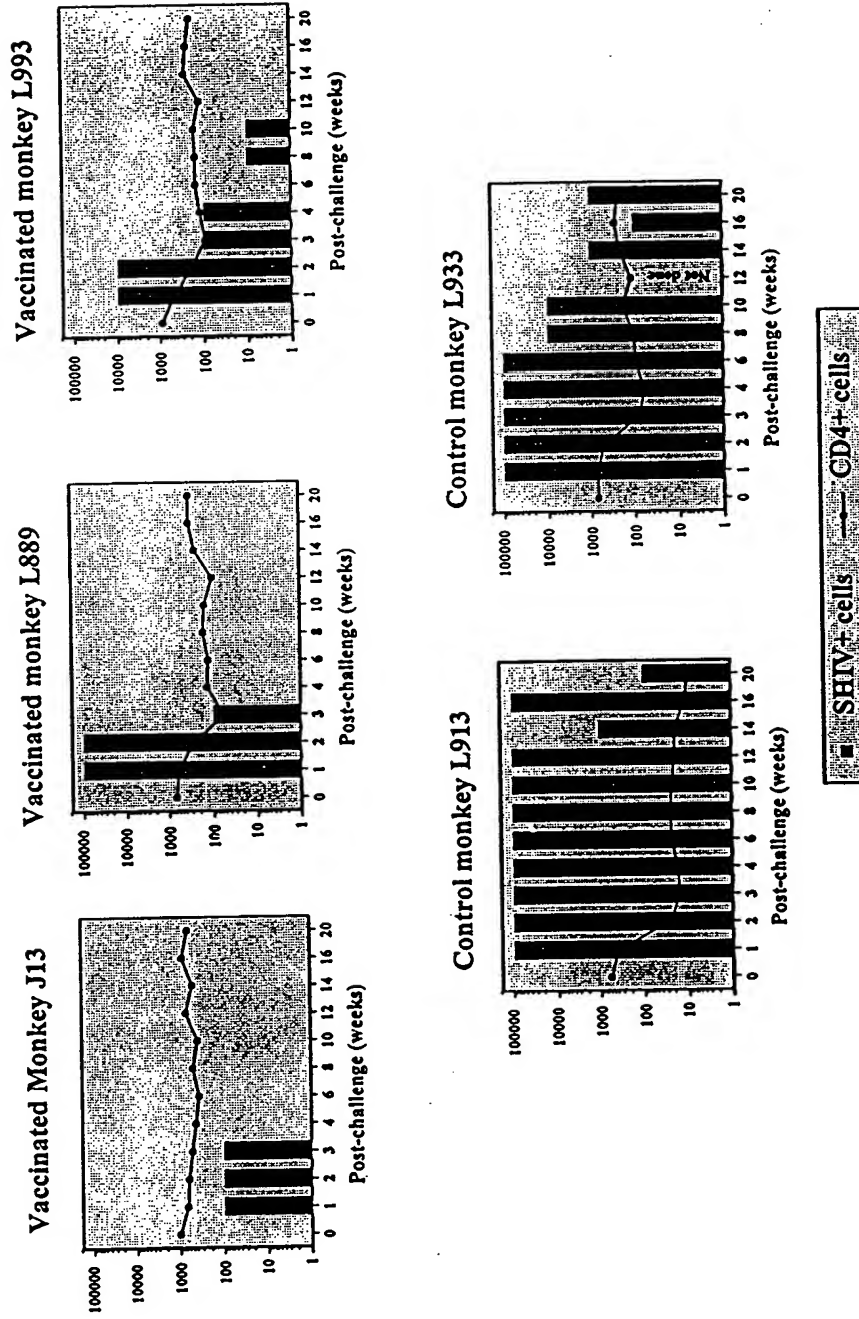 Vaccinated Monkey J13
100000
10000
1000
100
10
1
0 1 2 3 4 6 8 10 12 14 16 20
Post-challenge (weeks)
Vaccinated monkey L889
100000
10000
1000
100
10
1
0 1 2 3 4 6 8 10 12 14 16 20
Post-challenge (weeks)
Vaccinated monkey L993
100000
10000
1000
100
10
1
0 1 2 3 4 6 8 10 12 14 16 20
Post-challenge (weeks)
Control monkey L913
100000
10000
1000
100
10
1
0 1 2 3 4 6 8 10 12 14 16 20
Post-challenge (weeks)
Control monkey L933
100000
10000
1000
100
10
1
Not done
0 1 2 3 4 6 8 10 12 14 16 20
Post-challenge (weeks)
SHIV+ cells CD4+ cells